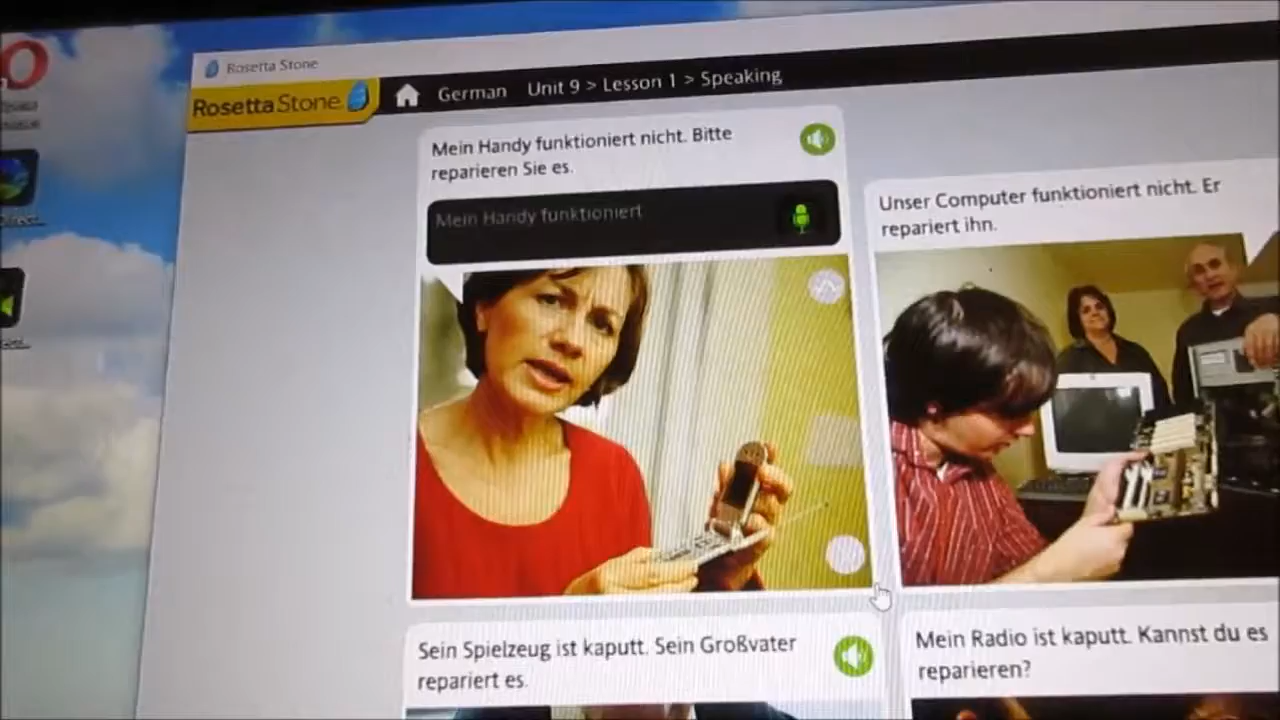 Rosetta Stone
RosettaStone
German Unit 9 > Lesson 1 > Speaking
Mein Handy funktioniert nicht. Bitte
reparieren Sie es.
Mein Handy funktioniert
Unser Computer funktioniert nicht. Er
repariert ihn.
Sein Spielzeug ist kaputt. Sein Großvater
repariert es.
Mein Radio ist kaputt. Kannst du es
reparieren?